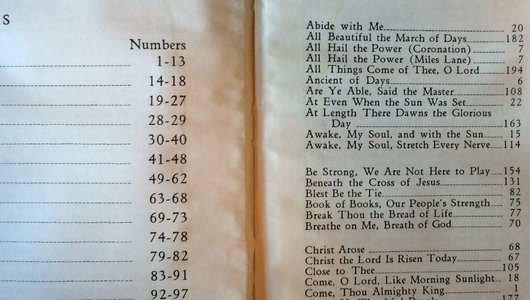 S
Numbers
1-13
14-18
19-27
28-29
30-40
41-48
49-62
63-68
69-73
74-78
79-82
83-91
92-97
Abide with Me 20
All Beautiful the March of Days 182
All Hail the Power (Coronation) 7
All Hail the Power (Miles Lane) 7
All Things Come of Thee, O Lord 194
Ancient of Days 6
Are Ye Able, Said the Master 108
At Even When the Sun Was Set 22
At Length There Dawns the Glorious
Day 163
Awake, My Soul, and with the Sun 15
Awake, My Soul, Stretch Every Nerve 114
Be Strong, We Are Not Here to Play 154
Beneath the Cross of Jesus 131
Blest Be the Tie 82
Book of Books, Our People's Strength 75
Break Thou the Bread of Life 77
Breathe on Me, Breath of God 70
Christ Arose 68
Christ the Lord Is Risen Today 67
Close to Thee 105
Come, O Lord, Like Morning Sunlight 18
Come, Thou Almighty King 1